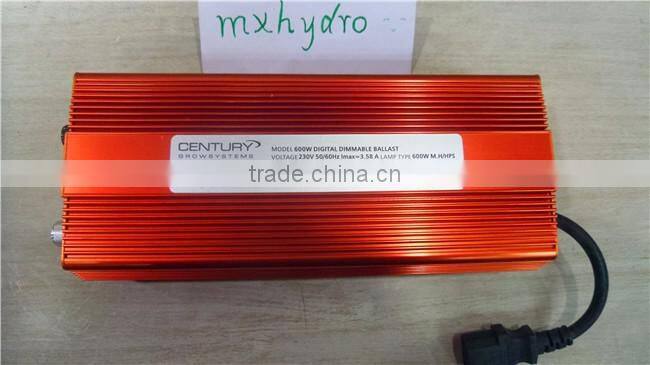 mxhydro
CENTURY
GROWSYSTEMS
MODEL 600W DIGITAL DIMMABLE BALLAST
VOLTAGE 230V 50/60Hz Imax=3.58 A LAMP TYPE 600W M.H/HPS
trade.china.cn